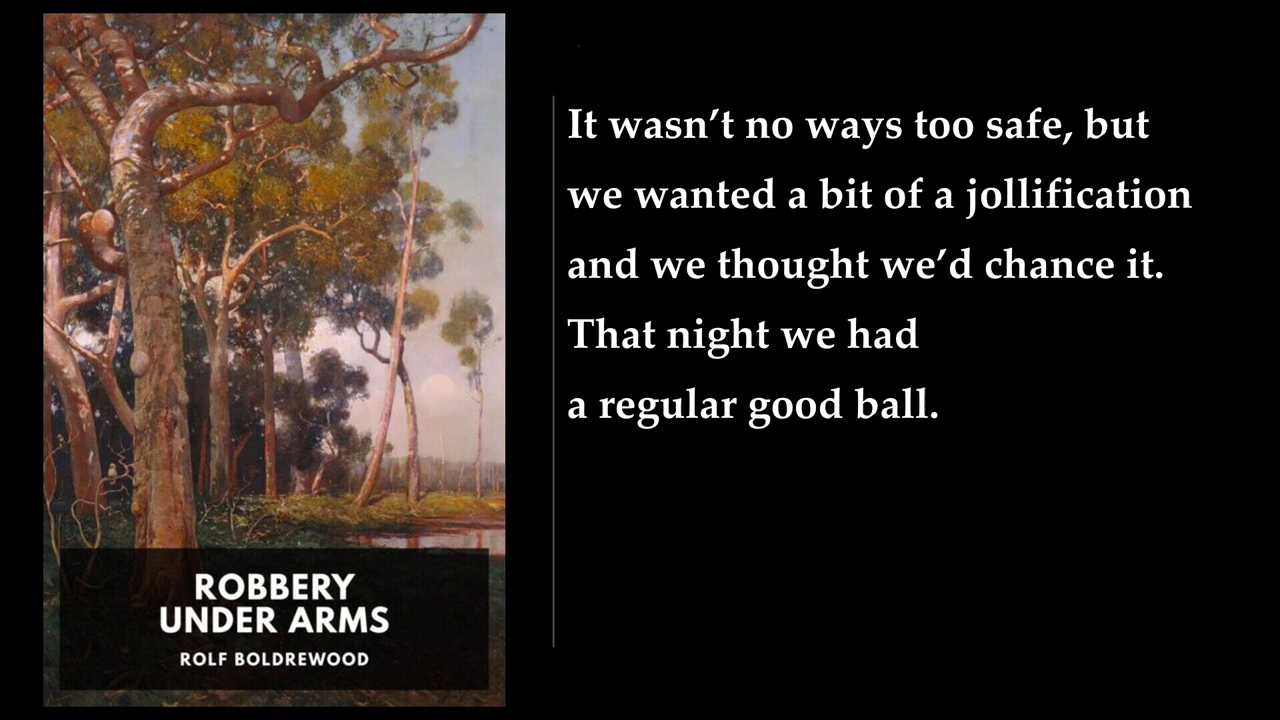 It wasn’t no ways too safe, but
we wanted a bit of a jollification
and we thought we’d chance it.
That night we had
a regular good ball.
ROBBERY
UNDER ARMS
ROLF BOLDREWOOD